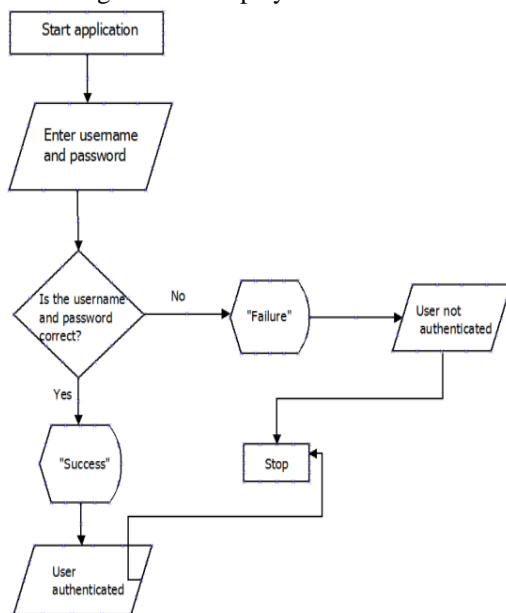 Start application
Enter username
and password
Is the username
and password
correct?
No
"Failure"
User not
authenticated
Yes
"Success"
Stop
User
authenticated